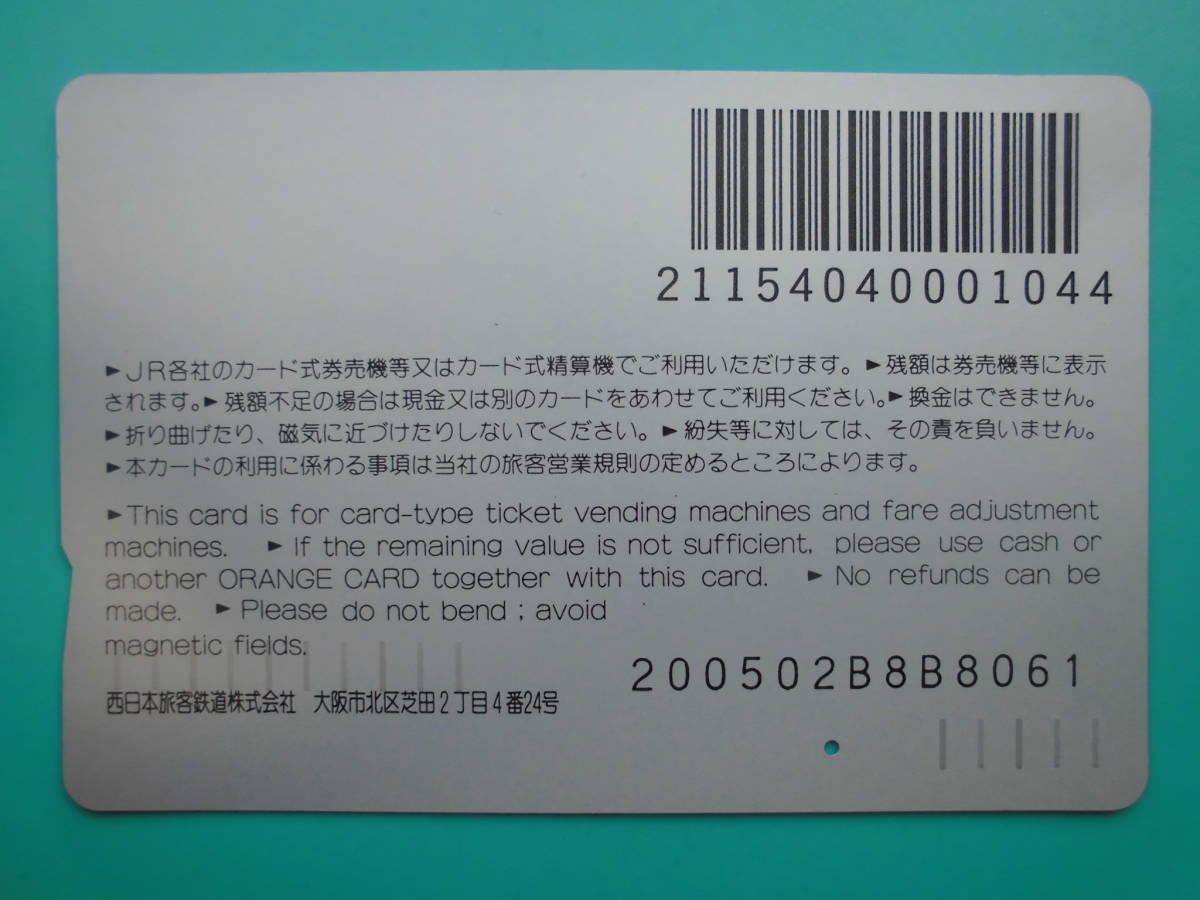 21154040001044
►JR各社のカード式券売機等又はカード式精算機でご利用いただけます。►残額は券売機等に表示
されます。►残額不足の場合は現金又は別のカードをあわせてご利用ください。►換金はできません。
►折り曲げたり、磁気に近づけたりしないでください。►紛失等に対しては、その責を負いません。
►本カードの利用に係わる事項は当社の旅客営業規則の定めるところによります。
►This card is for card-type ticket vending machines and fare adjustment
machines. ►If the remaining value is not sufficient, please use cash or
another ORANGE CARD together with this card. ►No refunds can be
made. ►Please do not bend ; avoid
magnetic fields.
200502B8B8061
西日本旅客鉄道株式会社 大阪市北区芝田2丁目4番24号